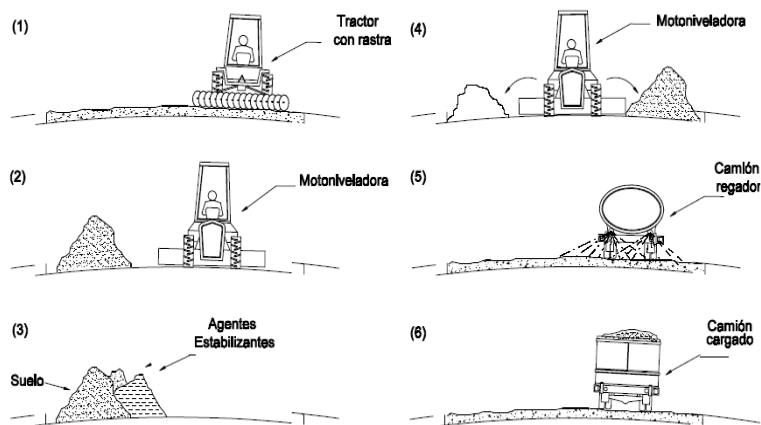 (1)
Tractor
con rastra
(2)
Motoniveladora
(3)
Agentes
Estabilizantes
Suelo
(4)
Motoniveladora
(5)
Camión
regador
(6)
Camión
cargado